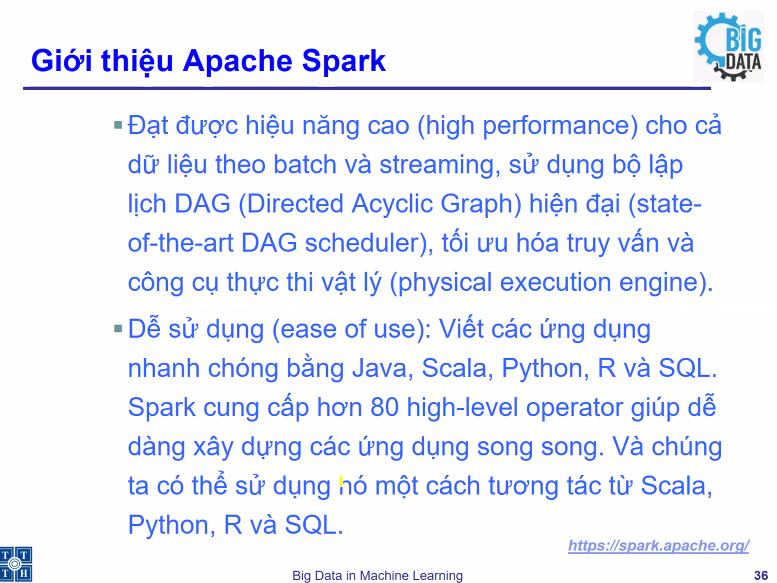 Giới thiệu Apache Spark
BIG
DATA
Đạt được hiệu năng cao (high performance) cho cả
dữ liệu theo batch và streaming, sử dụng bộ lập
lịch DAG (Directed Acyclic Graph) hiện đại (state-
of-the-art DAG scheduler), tối ưu hóa truy vấn và
công cụ thực thi vật lý (physical execution engine).
Dễ sử dụng (ease of use): Viết các ứng dụng
nhanh chóng bằng Java, Scala, Python, R và SQL.
Spark cung cấp hơn 80 high-level operator giúp dễ
dàng xây dựng các ứng dụng song song. Và chúng
ta có thể sử dụng nó một cách tương tác từ Scala,
Python, R và SQL.
https://spark.apache.org/
T T
T H
Big Data in Machine Learning
36